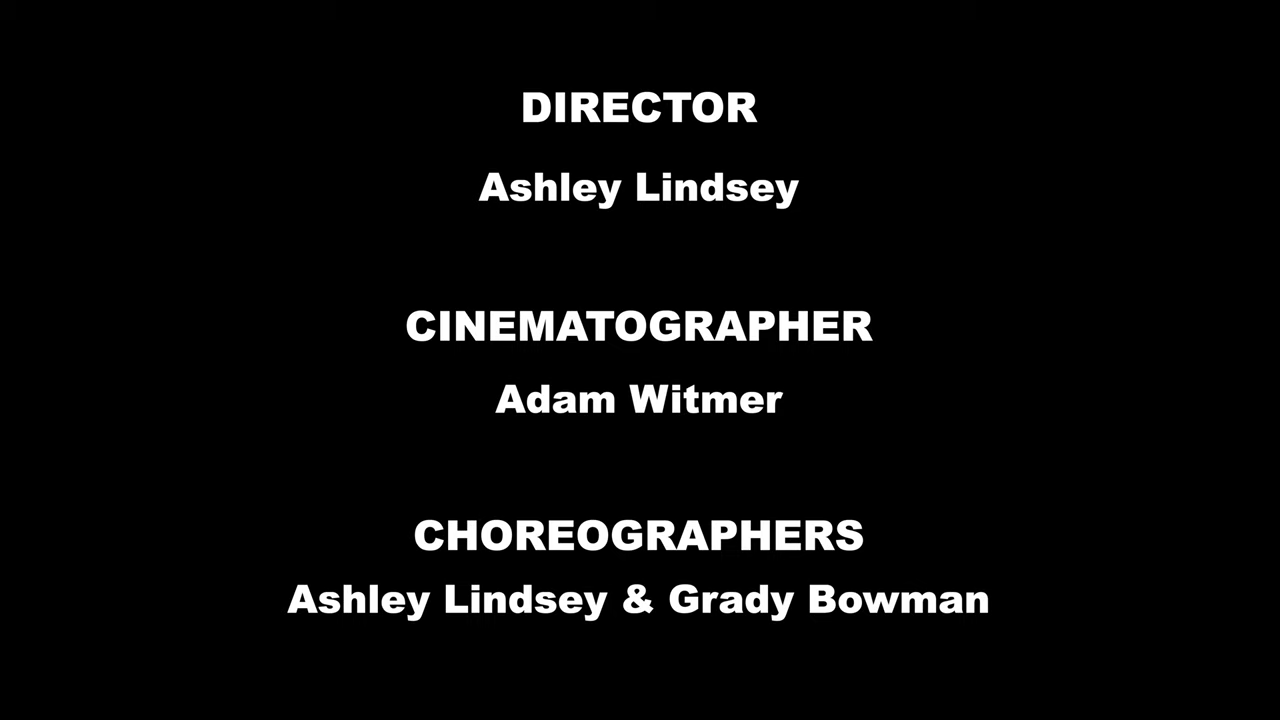 DIRECTOR
Ashley Lindsey
CINEMATOGRAPHER
Adam Witmer
CHOREOGRAPHERS
Ashley Lindsey & Grady Bowman